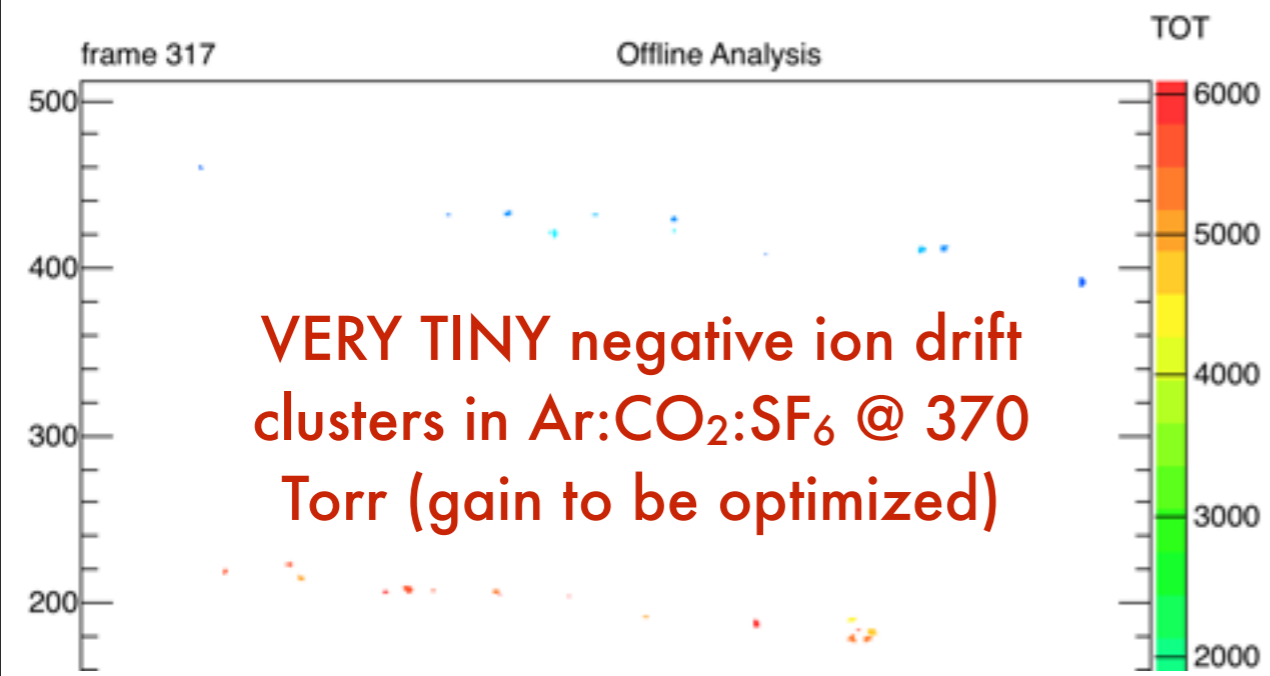 TOT
frame 317 Offline Analysis
500 6000
5000
400
VERY TINY negative ion drift
4000
clusters in Ar:CO₂:SF₆ @ 370
300
Torr (gain to be optimized)
3000
200
2000